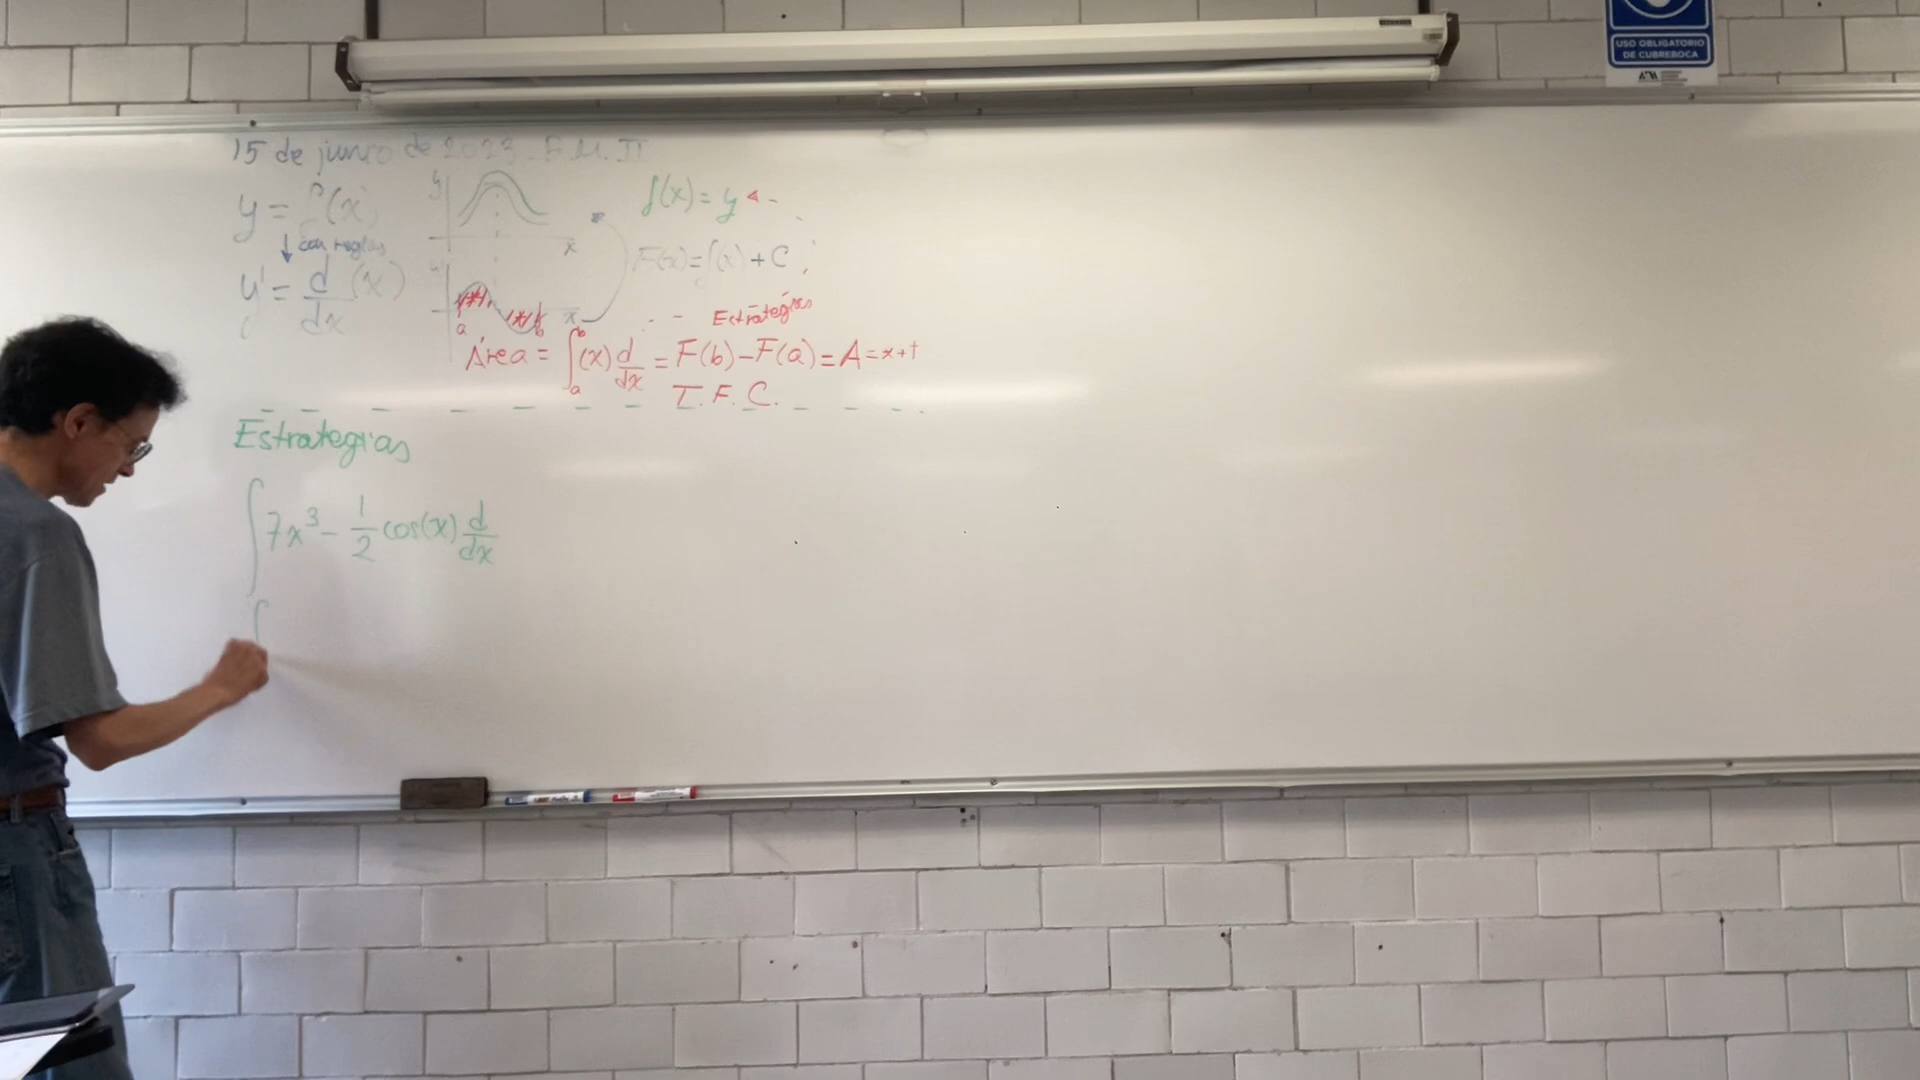 USO OBLIGATORIO
DE CUBREBOCA
15 de junio de 2023. B.M. II
y = f(x)
↓ con reglas
y' = d/dx (x)
y
x
y
a
b
x
f(x) = y
F(x) = f(x) + C
Estrategias
Área = ∫_a^b (x) d/dx = F(b) - F(a) = A = x + t
T. F. C.
Estrategias
∫ 7x³ - 1/2 cos(x) d/dx
∫